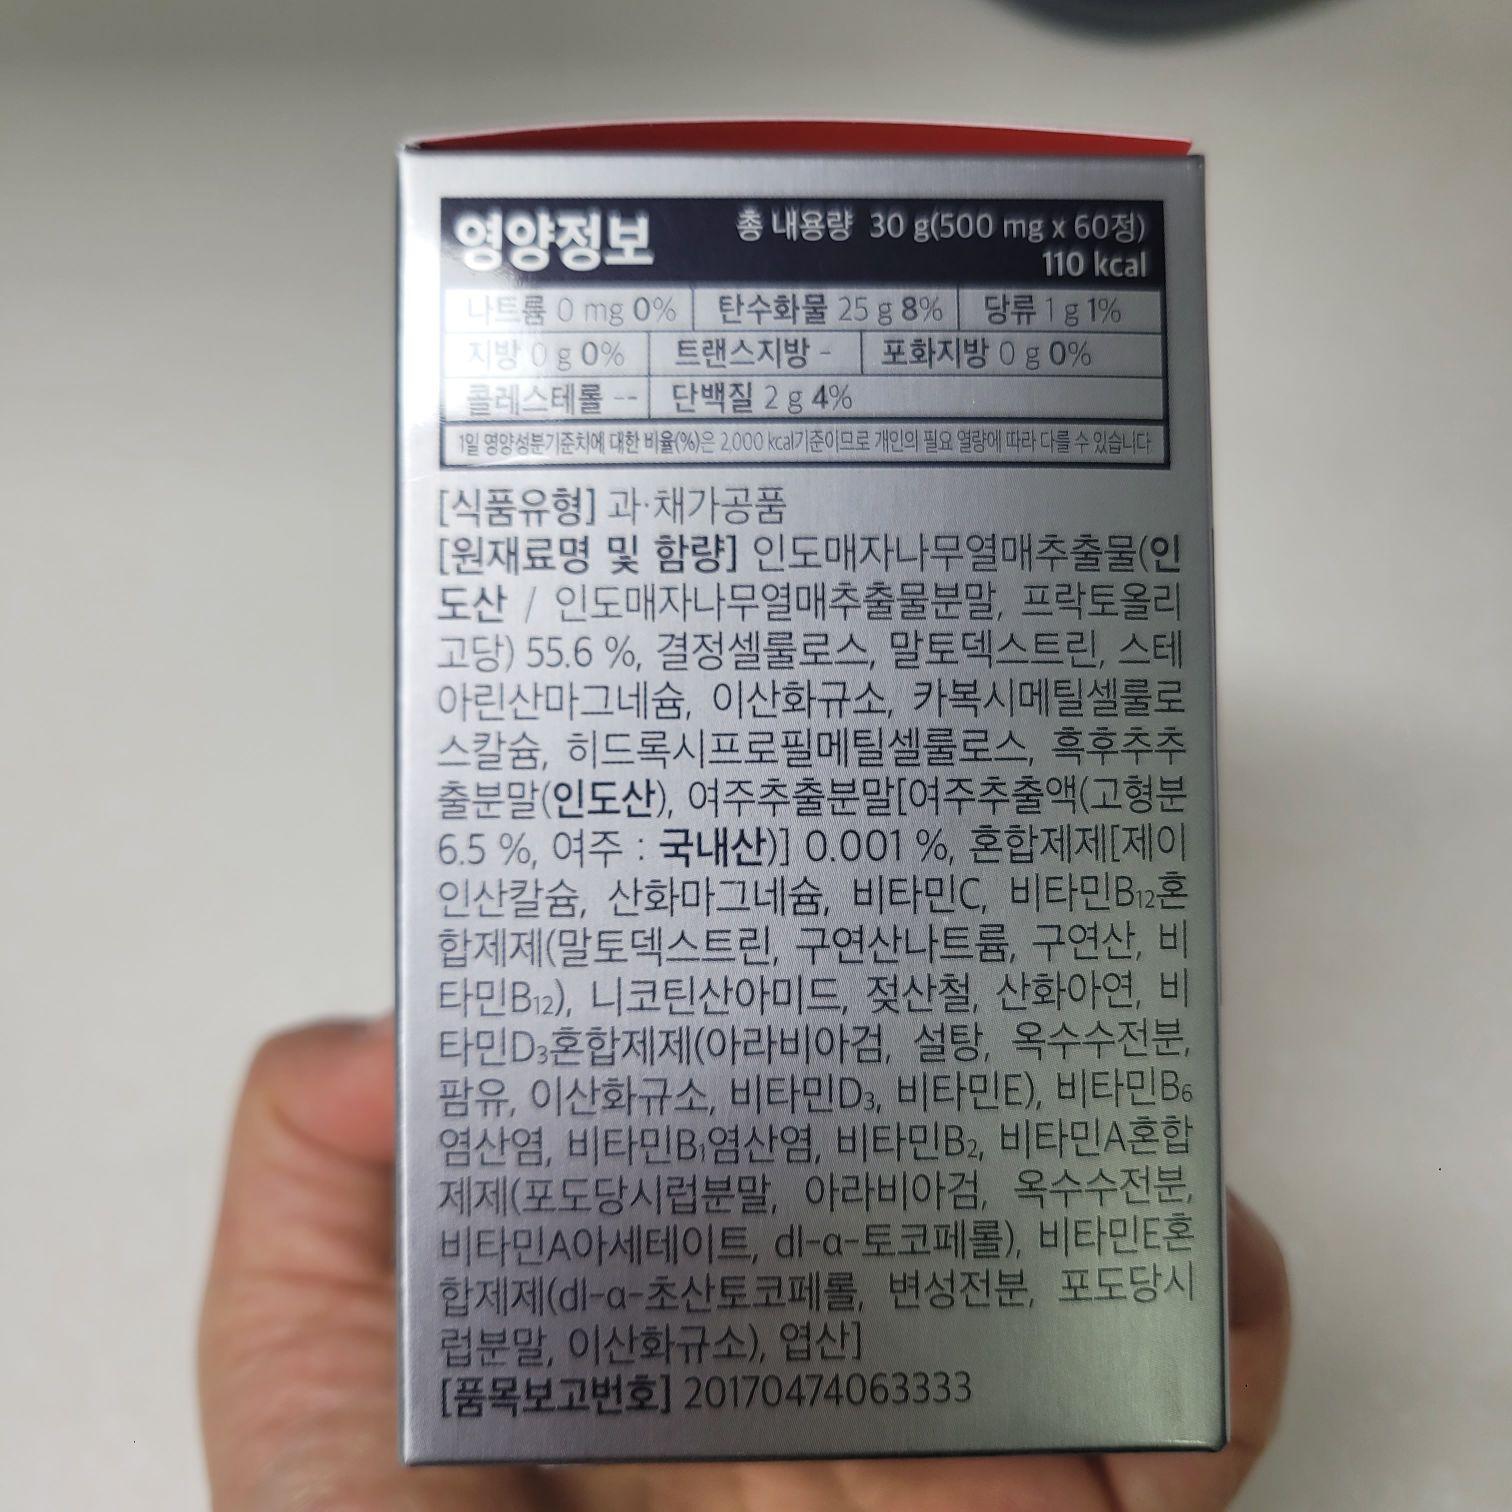 영양정보 총 내용량 30 g(500 mg x 60정)
110 kcal
나트륨 0 mg 0% 탄수화물 25 g 8% 당류 1 g 1%
지방 0 g 0% 트랜스지방 - 포화지방 0 g 0%
콜레스테롤 -- 단백질 2 g 4%
1일 영양성분기준치에 대한 비율(%)은 2,000 kcal기준이므로 개인의 필요 열량에 따라 다를 수 있습니다
[식품유형] 과·채가공품
[원재료명 및 함량] 인도매자나무열매추출물(인
도산 / 인도매자나무열매추출물분말, 프락토올리
고당) 55.6 %, 결정셀룰로스, 말토덱스트린, 스테
아린산마그네슘, 이산화규소, 카복시메틸셀룰로
스칼슘, 히드록시프로필메틸셀룰로스, 흑후추추
출분말(인도산), 여주추출분말[여주추출액(고형분
6.5 %, 여주 : 국내산)] 0.001 %, 혼합제제[제이
인산칼슘, 산화마그네슘, 비타민C, 비타민B12혼
합제제(말토덱스트린, 구연산나트륨, 구연산, 비
타민B12), 니코틴산아미드, 젖산철, 산화아연, 비
타민D3혼합제제(아라비아검, 설탕, 옥수수전분,
팜유, 이산화규소, 비타민D3, 비타민E), 비타민B6
염산염, 비타민B1염산염, 비타민B2, 비타민A혼합
제제(포도당시럽분말, 아라비아검, 옥수수전분,
비타민A아세테이트, dl-α-토코페롤), 비타민E혼
합제제(dl-α-초산토코페롤, 변성전분, 포도당시
럽분말, 이산화규소), 엽산]
[품목보고번호] 20170474063333